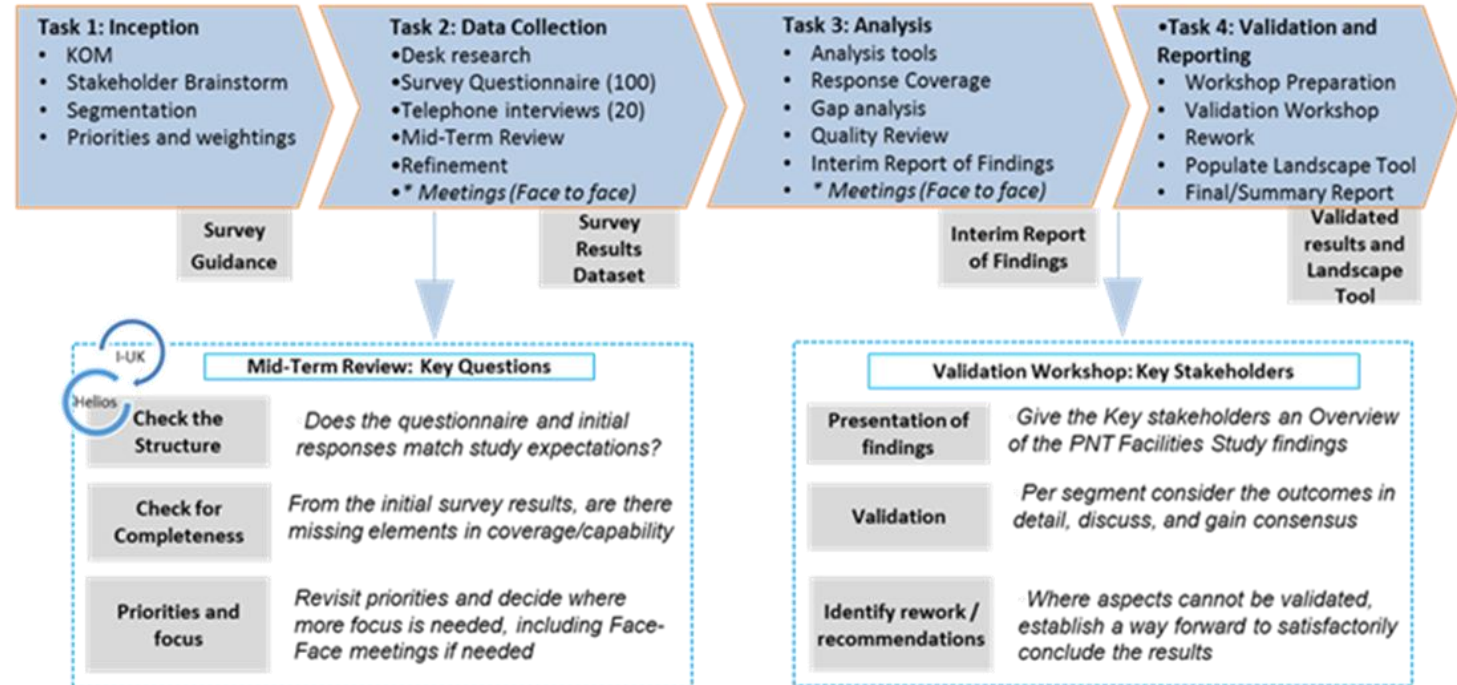 Task 1: Inception
• KOM
• Stakeholder Brainstorm
• Segmentation
• Priorities and weightings
Task 2: Data Collection
•Desk research
•Survey Questionnaire (100)
•Telephone interviews (20)
•Mid-Term Review
•Refinement
•* Meetings (Face to face)
Task 3: Analysis
• Analysis tools
• Response Coverage
• Gap analysis
• Quality Review
• Interim Report of Findings
• * Meetings (Face to face)
•Task 4: Validation and
Reporting
• Workshop Preparation
• Validation Workshop
• Rework
• Populate Landscape Tool
• Final/Summary Report
Survey
Guidance
Survey
Results
Dataset
Interim Report
of Findings
Validated
results and
Landscape
Tool
I-UK
Helios
Mid-Term Review: Key Questions
Check the
Structure
Does the questionnaire and initial
responses match study expectations?
Check for
Completeness
From the initial survey results, are there
missing elements in coverage/capability
Priorities and
focus
Revisit priorities and decide where
more focus is needed, including Face-
Face meetings if needed
Validation Workshop: Key Stakeholders
Presentation of
findings
Give the Key stakeholders an Overview
of the PNT Facilities Study findings
Validation
Per segment consider the outcomes in
detail, discuss, and gain consensus
Identify rework /
recommendations
Where aspects cannot be validated,
establish a way forward to satisfactorily
conclude the results